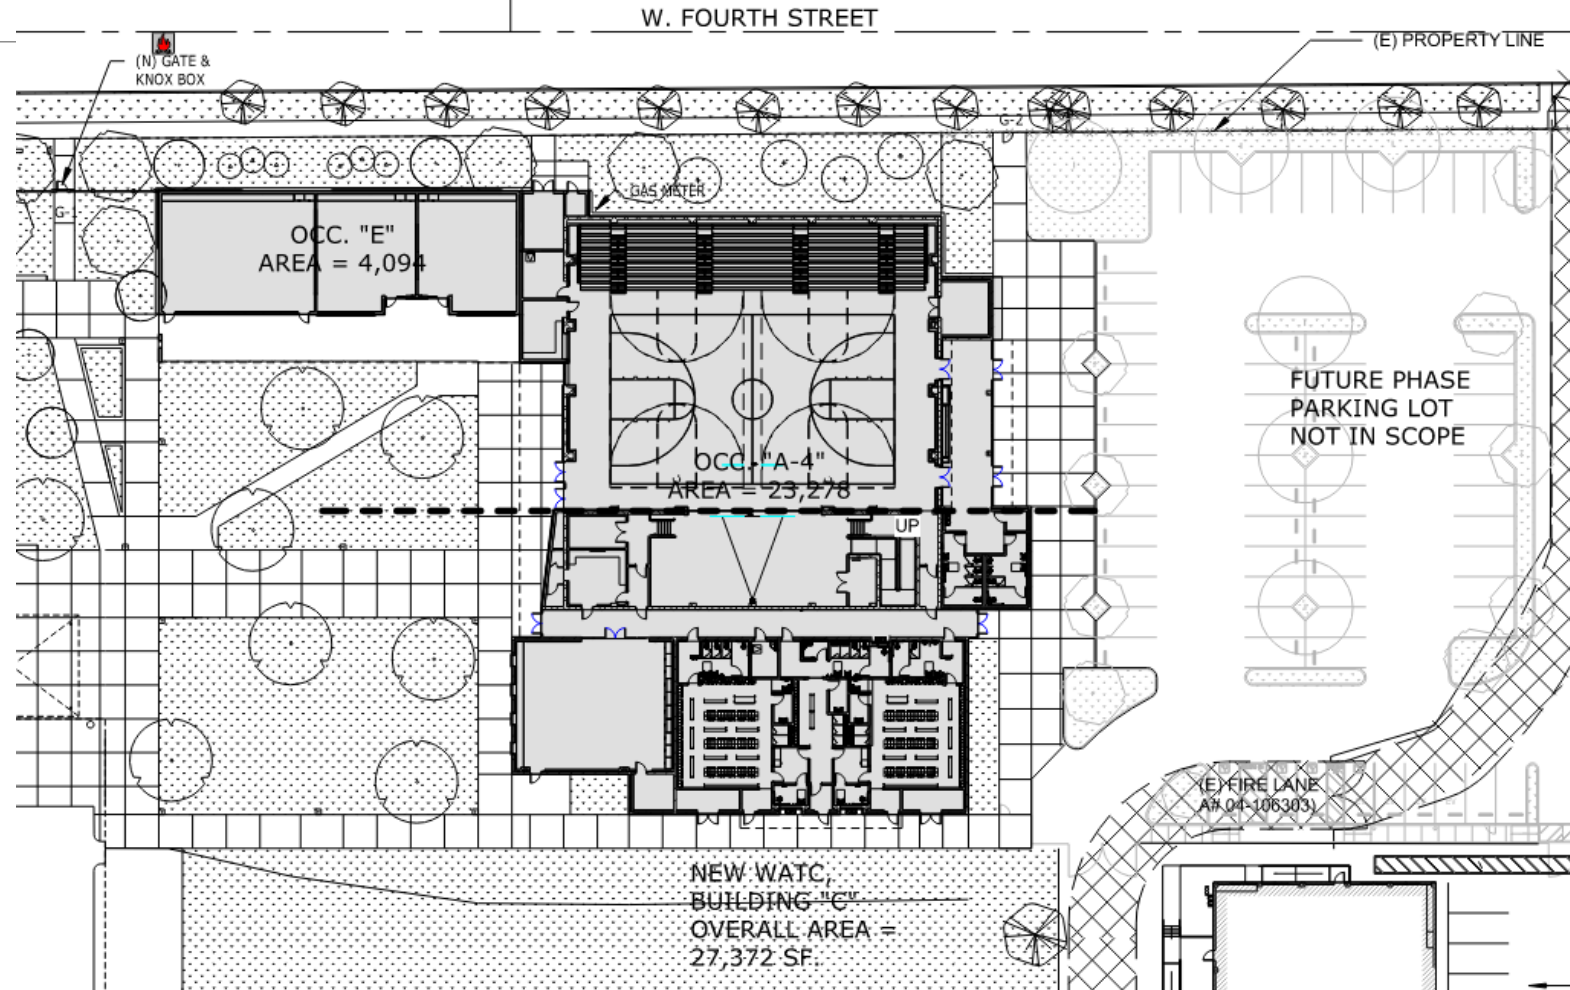 W. FOURTH STREET
(E) PROPERTY LINE
(N) GATE &
KNOX BOX
G-2
GAS METER
G-1
OCC. "E"
AREA = 4,094
FUTURE PHASE
PARKING LOT
NOT IN SCOPE
OCC. "A-4"
AREA = 23,278
UP
(E) FIRE LANE
A# 04-106303)
NEW WATC,
BUILDING "C"
OVERALL AREA =
27,372 SF.